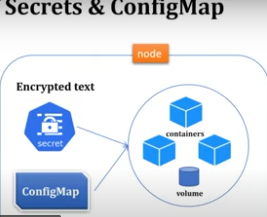 Secrets & ConfigMap
node
Encrypted text
secret
containers
ConfigMap
volume